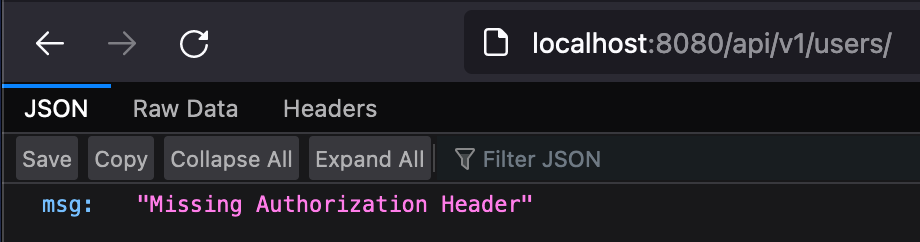 localhost:8080/api/v1/users/
JSON Raw Data Headers
Save Copy Collapse All Expand All Filter JSON
msg: "Missing Authorization Header"